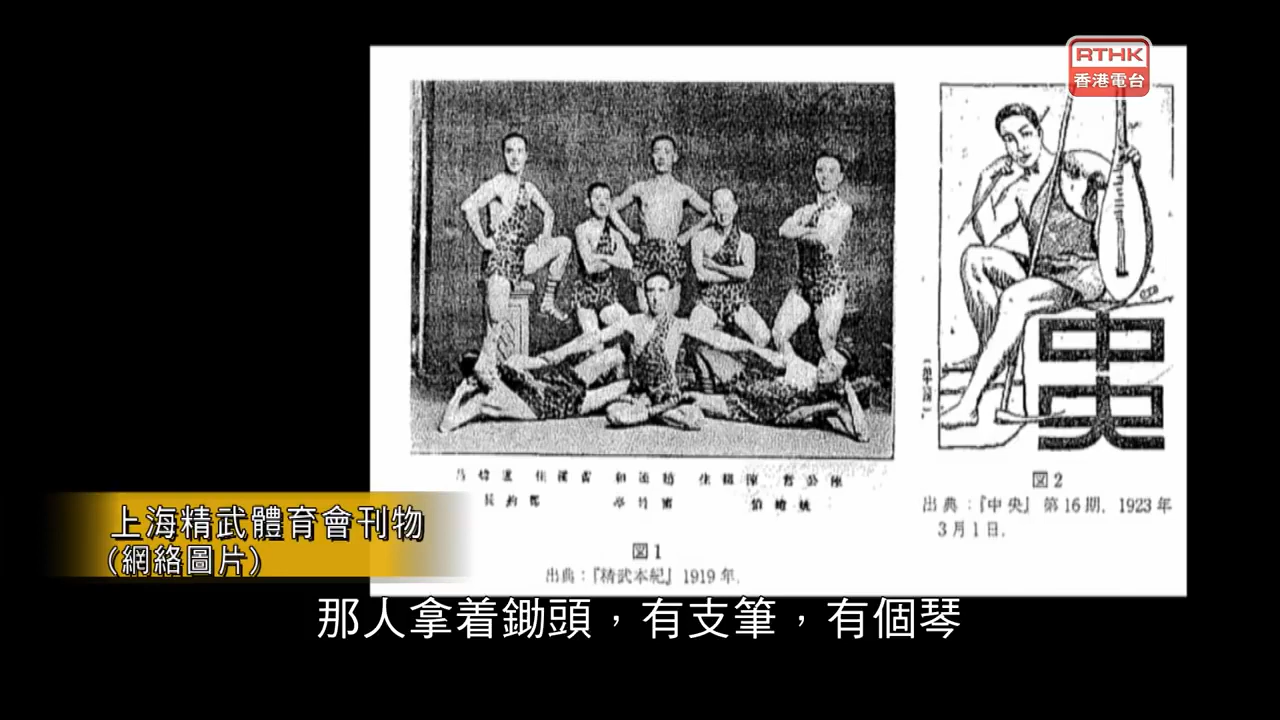 RTHK
香港電台
中央
図1
出典:『精武本紀』1919年.
図2
出典:『中央』第16期, 1923年
3月1日.
上海精武體育會刊物
(網絡圖片)
那人拿着鋤頭,有支筆,有個琴